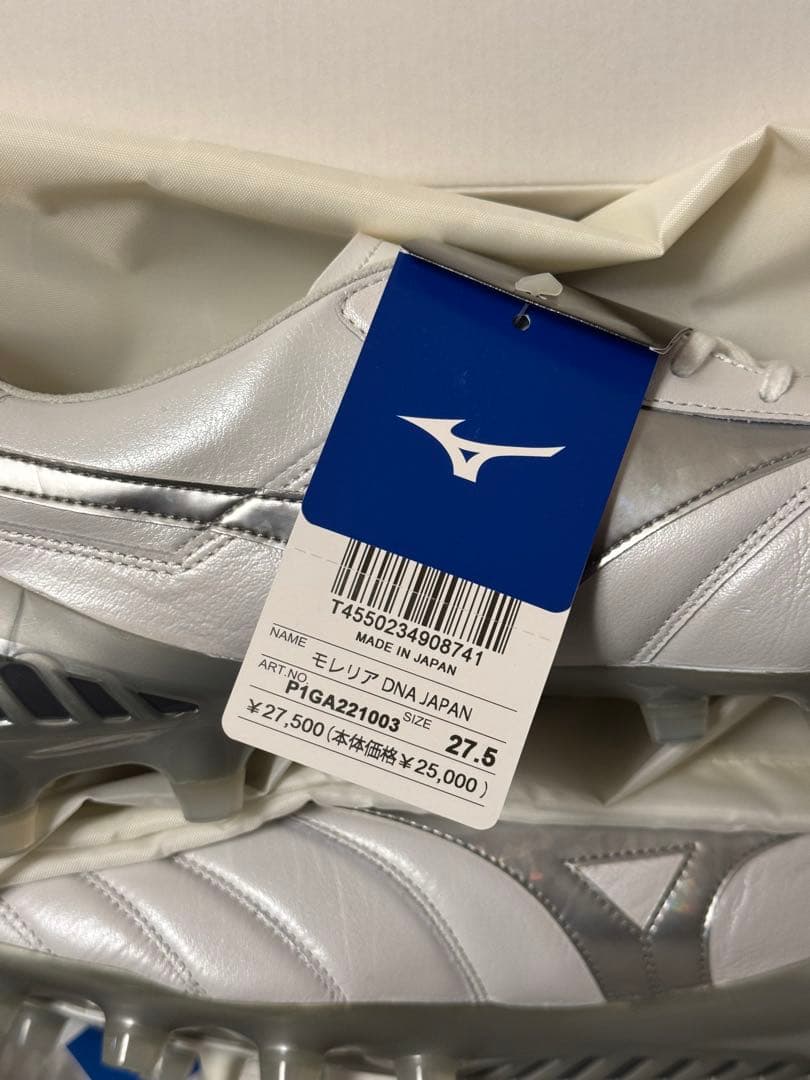 T4550234908741
MADE IN JAPAN
NAME モレリア DNA JAPAN
ART.NO. P1GA221003 SIZE 27.5
¥27,500(本体価格¥25,000)